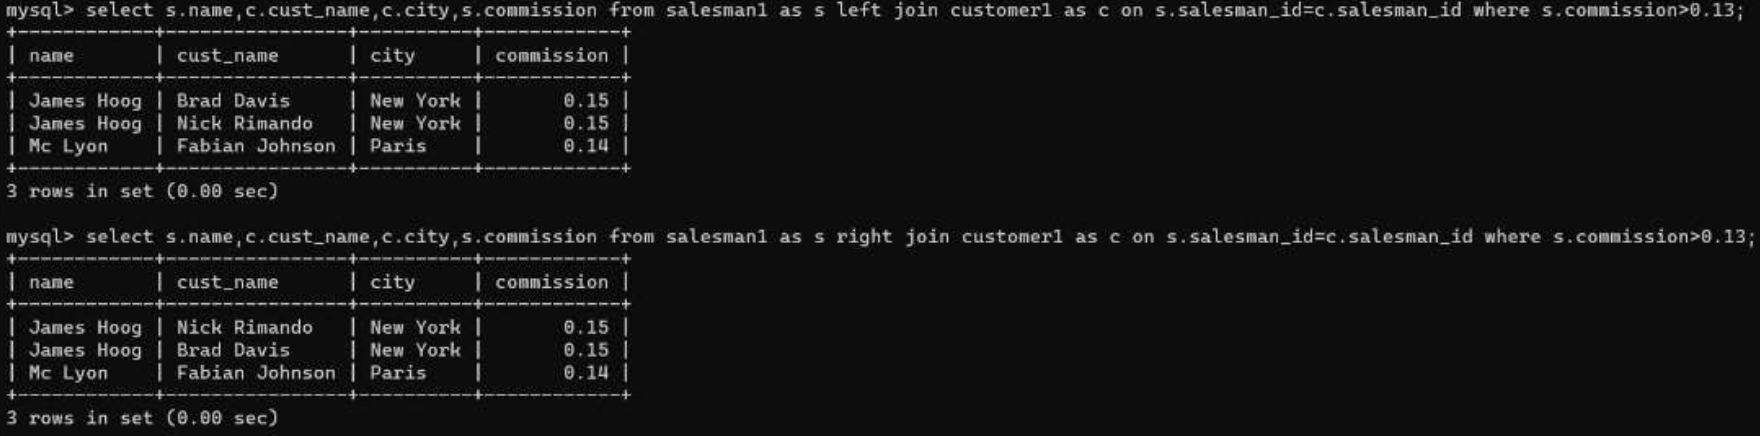 mysql> select s.name,c.cust_name,c.city,s.commission from salesman1 as s left join customer1 as c on s.salesman_id=c.salesman_id where s.commission>0.13;
+------------+----------------+----------+------------+
| name       | cust_name      | city     | commission |
+------------+----------------+----------+------------+
| James Hoog | Brad Davis     | New York |       0.15 |
| James Hoog | Nick Rimando   | New York |       0.15 |
| Mc Lyon    | Fabian Johnson | Paris    |       0.14 |
+------------+----------------+----------+------------+
3 rows in set (0.00 sec)
mysql> select s.name,c.cust_name,c.city,s.commission from salesman1 as s right join customer1 as c on s.salesman_id=c.salesman_id where s.commission>0.13;
+------------+----------------+----------+------------+
| name       | cust_name      | city     | commission |
+------------+----------------+----------+------------+
| James Hoog | Nick Rimando   | New York |       0.15 |
| James Hoog | Brad Davis     | New York |       0.15 |
| Mc Lyon    | Fabian Johnson | Paris    |       0.14 |
+------------+----------------+----------+------------+
3 rows in set (0.00 sec)